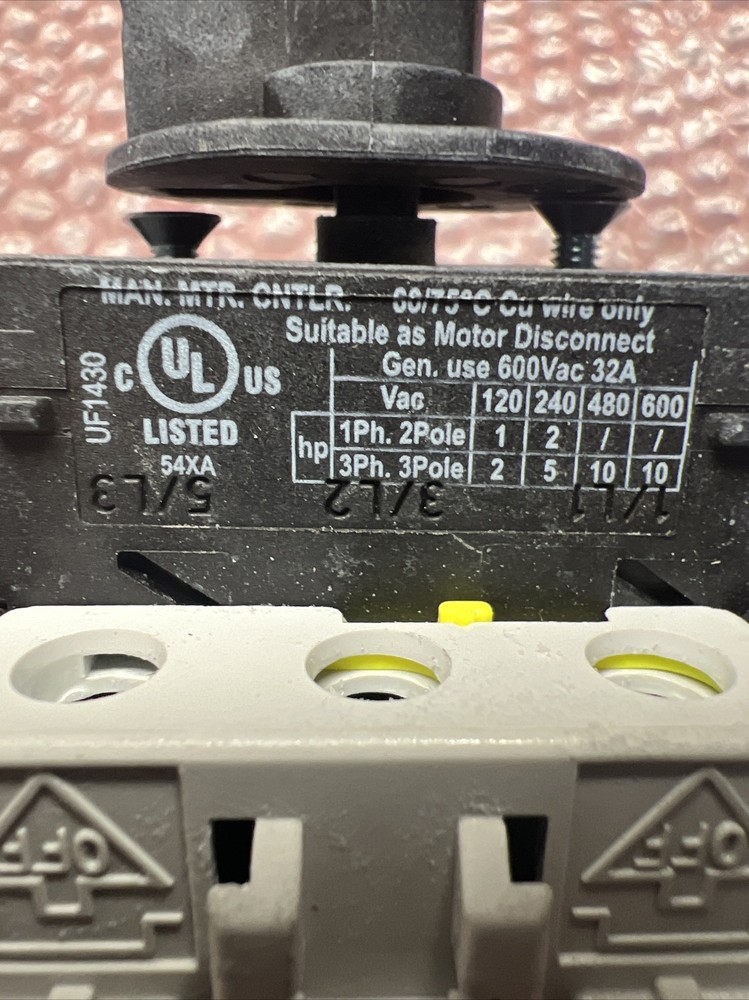 MAN. MTR. CNTLR. 60/75°C Cu wire only
Suitable as Motor Disconnect
Gen. use 600Vac 32A
UF1430
C UL US
LISTED
54XA
Vac 120 240 480 600
hp
1Ph. 2Pole 1 2 / /
3Ph. 3Pole 2 5 10 10
5/L3 3/L2 1/L1
OFF OFF